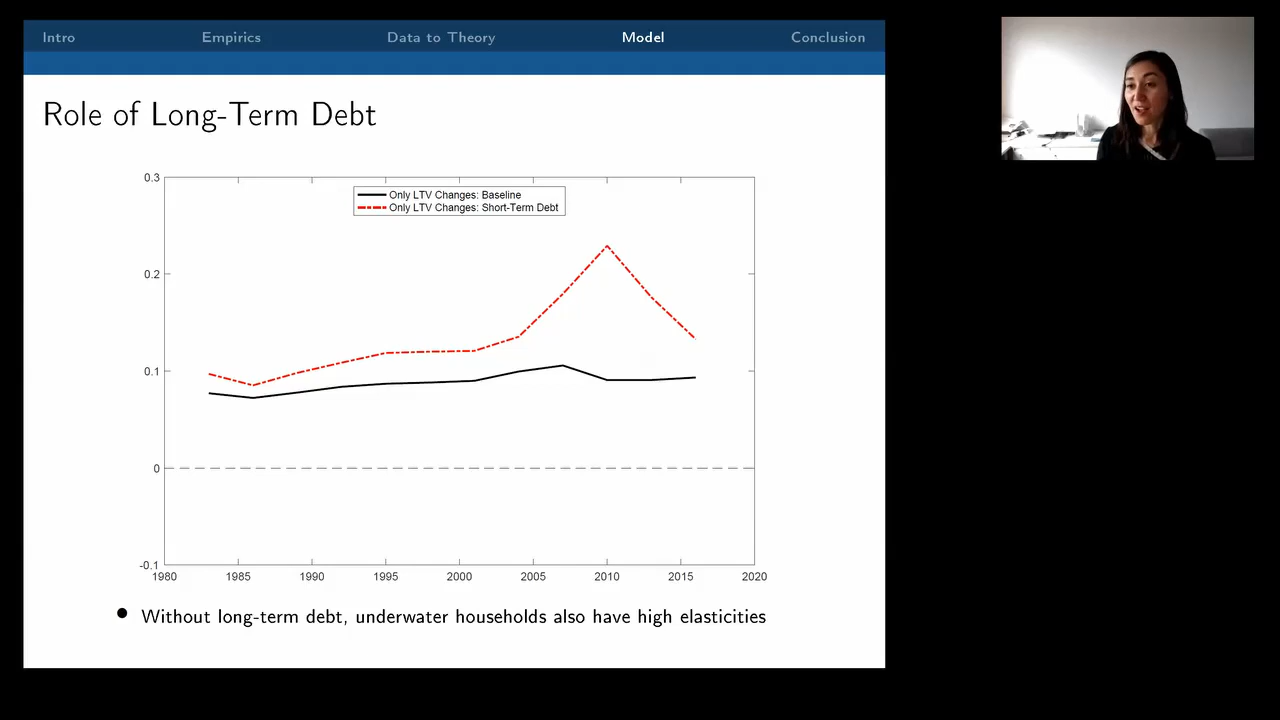 Intro Empirics Data to Theory Model Conclusion
Role of Long-Term Debt
0.3
Only LTV Changes: Baseline
Only LTV Changes: Short-Term Debt
0.2
0.1
0
-0.1
1980 1985 1990 1995 2000 2005 2010 2015 2020
• Without long-term debt, underwater households also have high elasticities